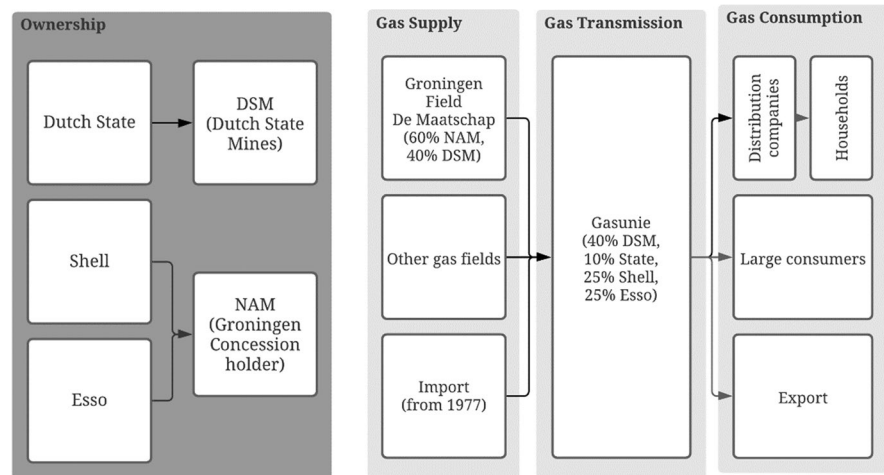 Ownership
Dutch State
DSM
(Dutch State
Mines)
Shell
NAM
(Groningen
Concession
holder)
Esso
Gas Supply
Groningen
Field
De Maatschap
(60% NAM,
40% DSM)
Other gas fields
Import
(from 1977)
Gas Transmission
Gasunie
(40% DSM,
10% State,
25% Shell,
25% Esso)
Gas Consumption
Distribution
companies
Households
Large consumers
Export